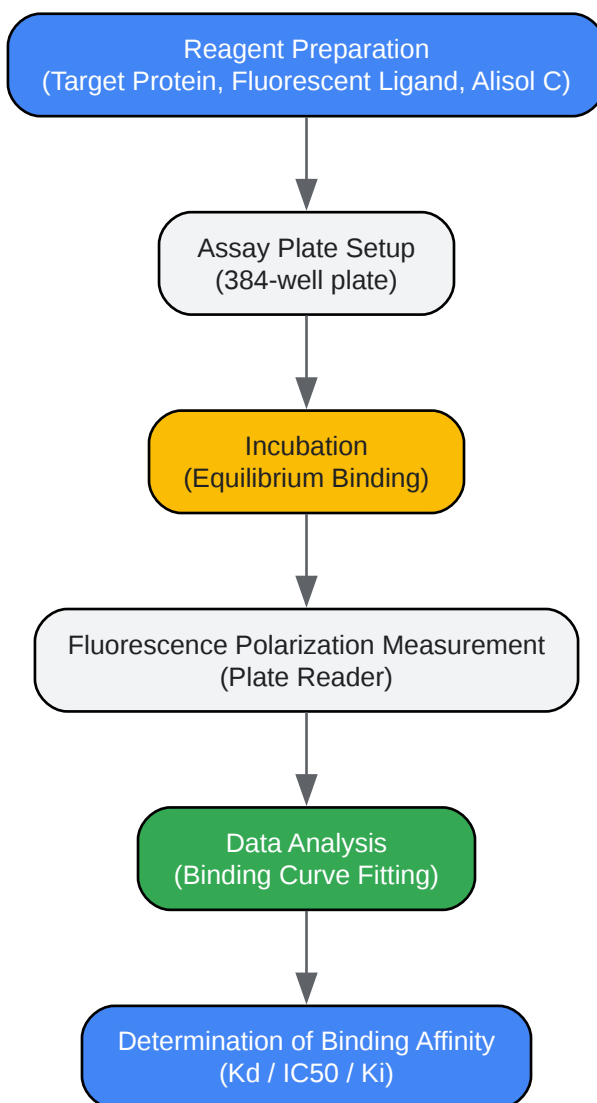 Reagent Preparation
(Target Protein, Fluorescent Ligand, Alisol C)
Assay Plate Setup
(384-well plate)
Incubation
(Equilibrium Binding)
Fluorescence Polarization Measurement
(Plate Reader)
Data Analysis
(Binding Curve Fitting)
Determination of Binding Affinity
(Kd / IC50 / Ki)